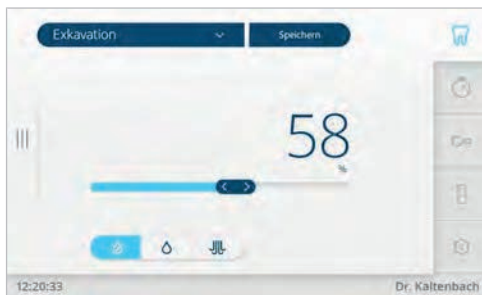 Exkavation
Speichern
58
%
12:20:33
Dr. Kaltenbach